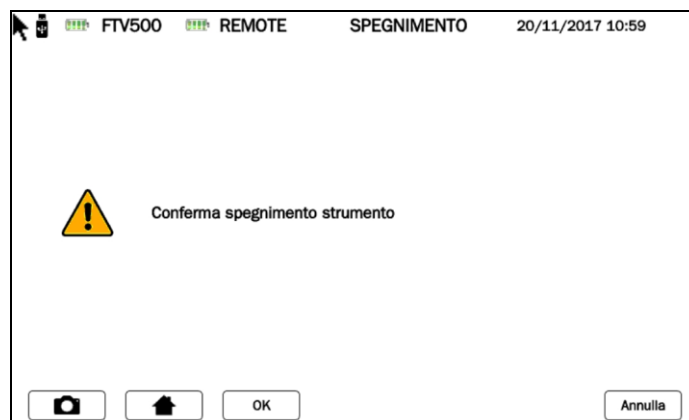 FTV500 REMOTE SPEGNIMENTO 20/11/2017 10:59
Conferma spegnimento strumento
OK Annulla